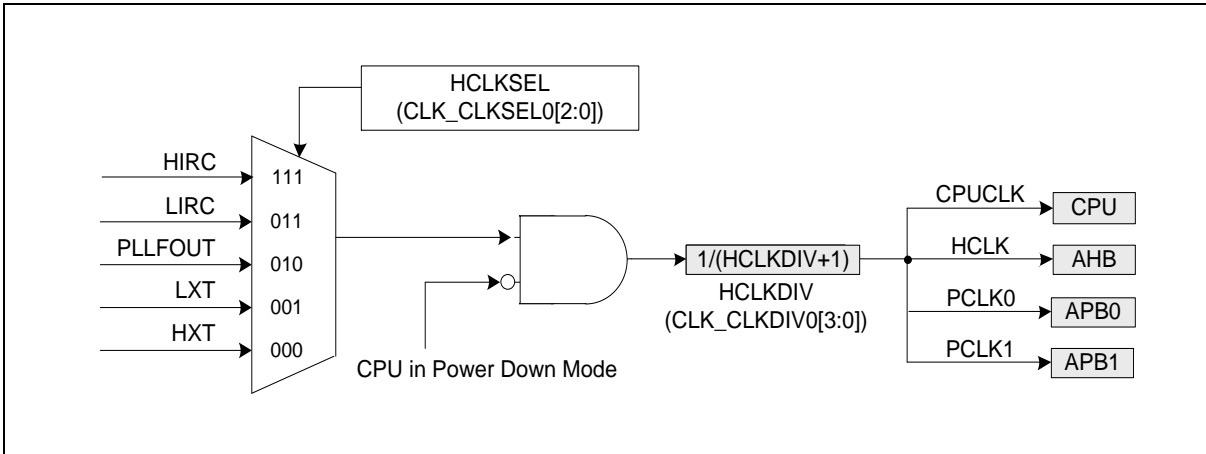 HCLKSEL
(CLK_CLKSEL0[2:0])
HIRC
111
LIRC
011
PLLFOUT
010
LXT
001
HXT
000
CPU in Power Down Mode
1/(HCLKDIV+1)
HCLKDIV
(CLK_CLKDIV0[3:0])
CPUCLK
CPU
HCLK
AHB
PCLK0
APB0
PCLK1
APB1